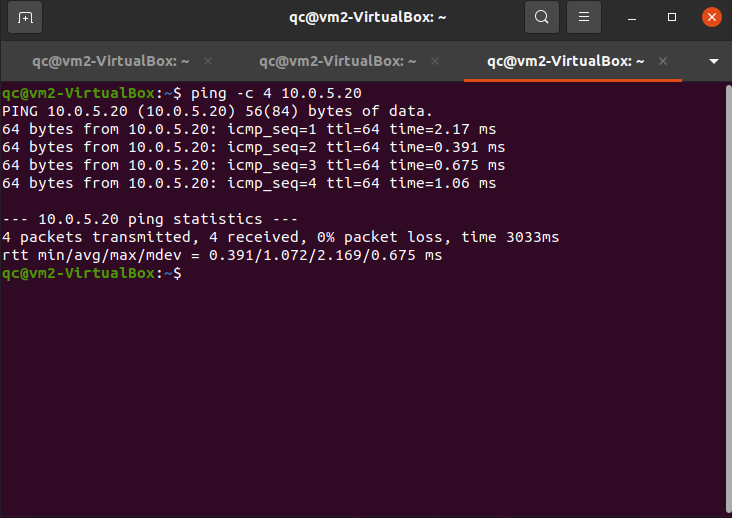 qc@vm2-VirtualBox: ~
qc@vm2-VirtualBox: ~
qc@vm2-VirtualBox: ~
qc@vm2-VirtualBox: ~
qc@vm2-VirtualBox:~$ ping -c 4 10.0.5.20
PING 10.0.5.20 (10.0.5.20) 56(84) bytes of data.
64 bytes from 10.0.5.20: icmp_seq=1 ttl=64 time=2.17 ms
64 bytes from 10.0.5.20: icmp_seq=2 ttl=64 time=0.391 ms
64 bytes from 10.0.5.20: icmp_seq=3 ttl=64 time=0.675 ms
64 bytes from 10.0.5.20: icmp_seq=4 ttl=64 time=1.06 ms

--- 10.0.5.20 ping statistics ---
4 packets transmitted, 4 received, 0% packet loss, time 3033ms
rtt min/avg/max/mdev = 0.391/1.072/2.169/0.675 ms
qc@vm2-VirtualBox:~$